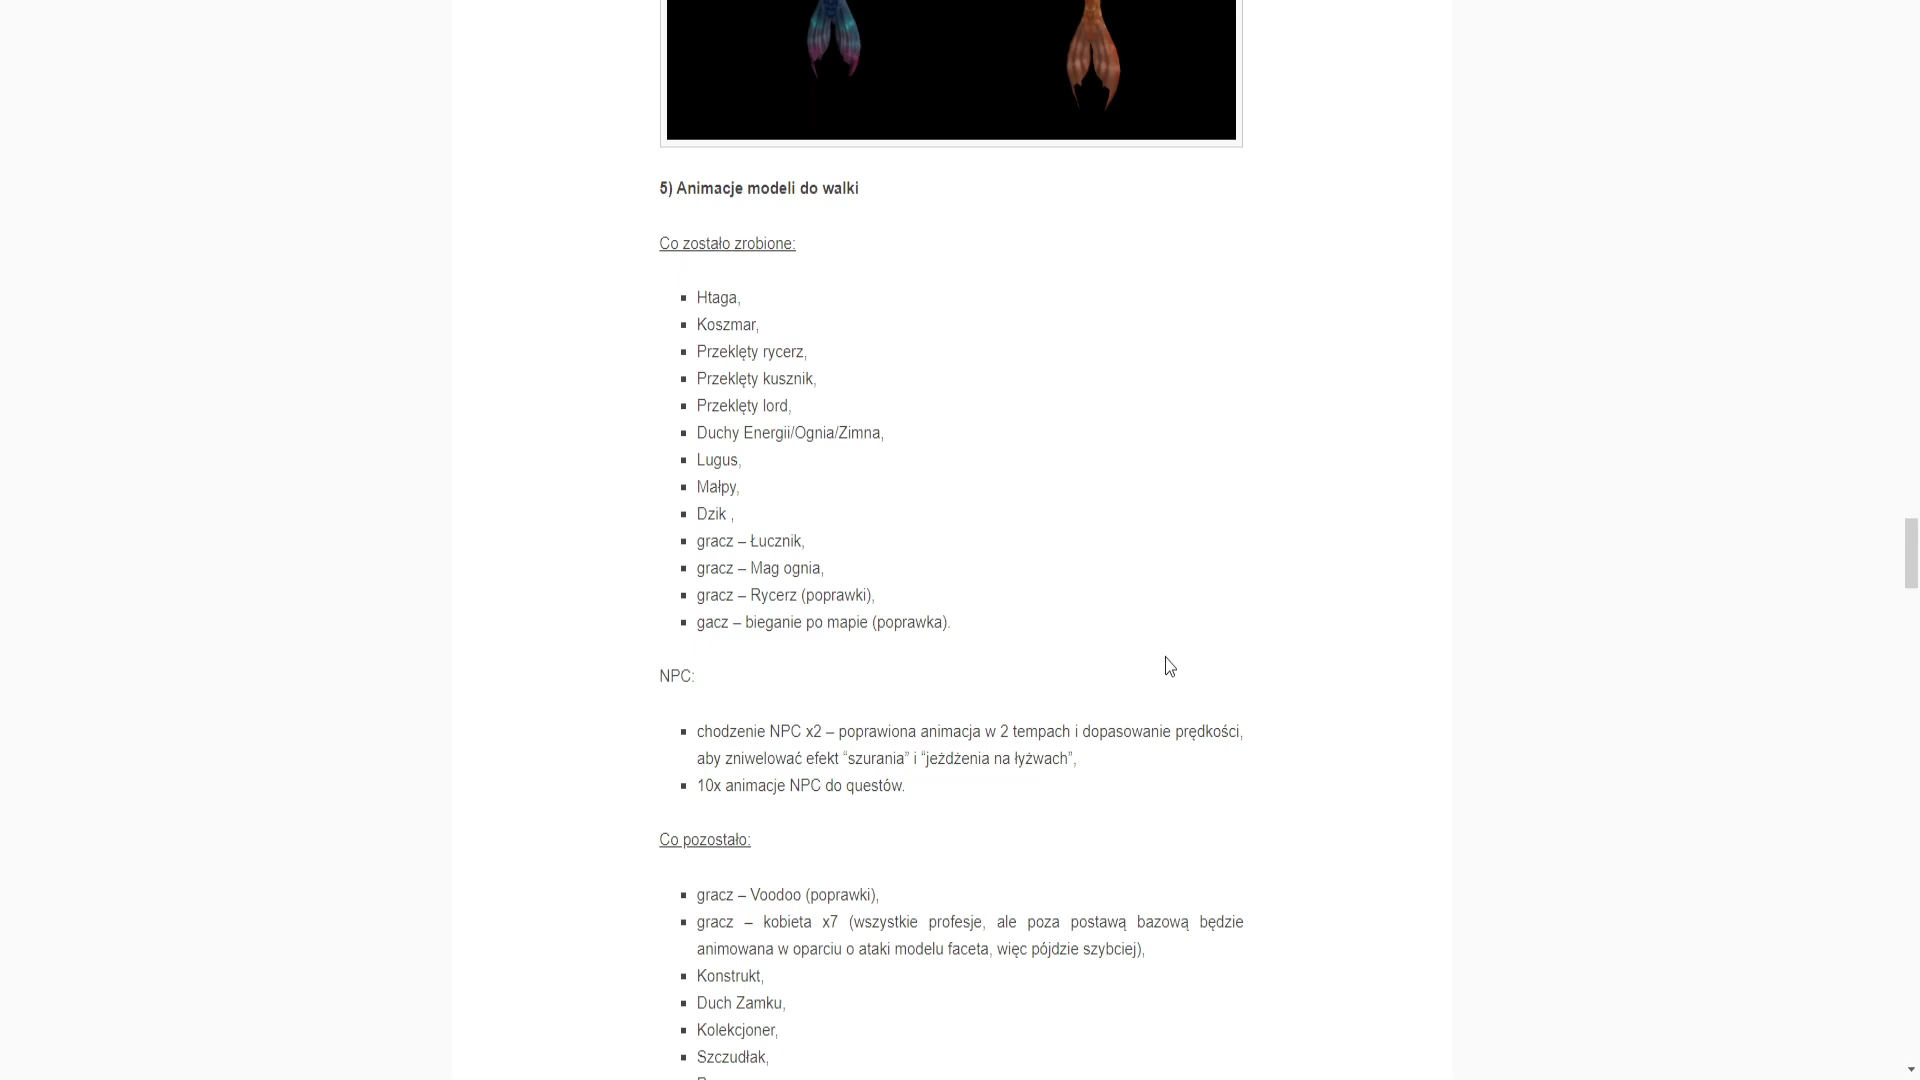 5) Animacje modeli do walki
Co zostało zrobione:
Htaga,
Koszmar,
Przeklęty rycerz,
Przeklęty kusznik,
Przeklęty lord,
Duchy Energii/Ognia/Zimna,
Lugus,
Małpy,
Dzik ,
gracz – Łucznik,
gracz – Mag ognia,
gracz – Rycerz (poprawki),
gacz – bieganie po mapie (poprawka).
NPC:
chodzenie NPC x2 – poprawiona animacja w 2 tempach i dopasowanie prędkości,
aby zniwelować efekt “szurania” i “jeżdżenia na łyżwach”,
10x animacje NPC do questów.
Co pozostało:
gracz – Voodoo (poprawki),
gracz – kobieta x7 (wszystkie profesje, ale poza postawą bazową będzie
animowana w oparciu o ataki modelu faceta, więc pójdzie szybciej),
Konstrukt,
Duch Zamku,
Kolekcjoner,
Szczudłak,